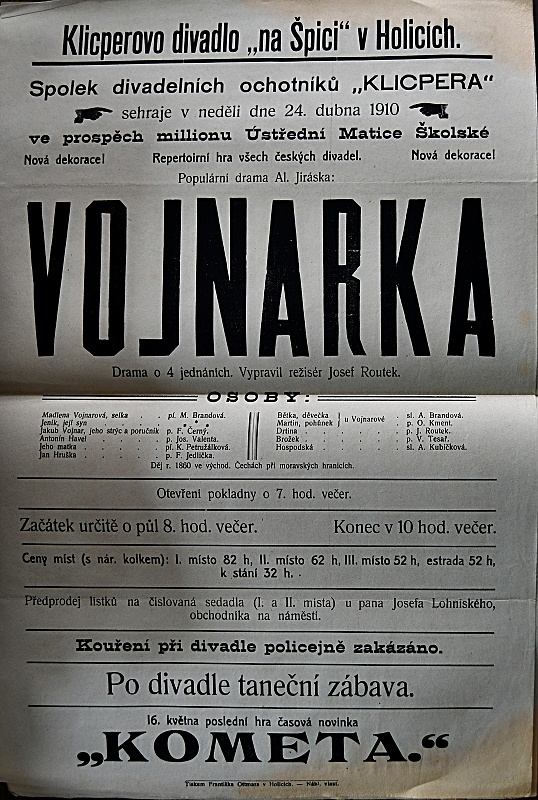 Klicperovo divadlo „na Špici“ v Holicích.
Spolek divadelních ochotníků „KLICPERA“
sehraje v neděli dne 24. dubna 1910
ve prospěch millionu Ústřední Matice Školské
Nová dekorace! Repertoirní hra všech českých divadel. Nová dekorace!
Populární drama Al. Jiráska:
VOJNARKA
Drama o 4 jednáních. Vypravil režisér Josef Routek.
OSOBY:
Madlena Vojnarová, selka . . pí. M. Brandová.
Jeník, její syn . . . * * *
Jakub Vojnar, jeho strýc a poručník p. F. Černý.
Antonín Havel . . . p. Jos. Valenta.
Jeho matka . . . pí. K. Petružálková.
Jan Hruška . . . p. F. Jedlička.
Bětka, děvečka } u Vojnarové . sl. A. Brandová.
Martin, pohůnek } p. O. Kment.
Drtina . . . p. J. Routek.
Brožek . . . p. V. Tesař.
Hospodská . . . sl. A. Kubíčková.
Děj r. 1860 ve východ. Čechách při moravských hranicích.
Otevření pokladny o 7. hod. večer.
Začátek určitě o půl 8. hod. večer. Konec v 10 hod. večer.
Ceny míst (s nár. kolkem): I. místo 82 h, II. místo 62 h, III. místo 52 h, estrada 52 h,
k stání 32 h.
Předprodej lístků na číslovaná sedadla (I. a II. místa) u pana Josefa Lohniského,
obchodníka na náměstí.
Kouření při divadle policejně zakázáno.
Po divadle taneční zábava.
16. května poslední hra časová novinka
„KOMETA.“
Tiskem Františka Ottmara v Holicích. — Nákl. vlast.